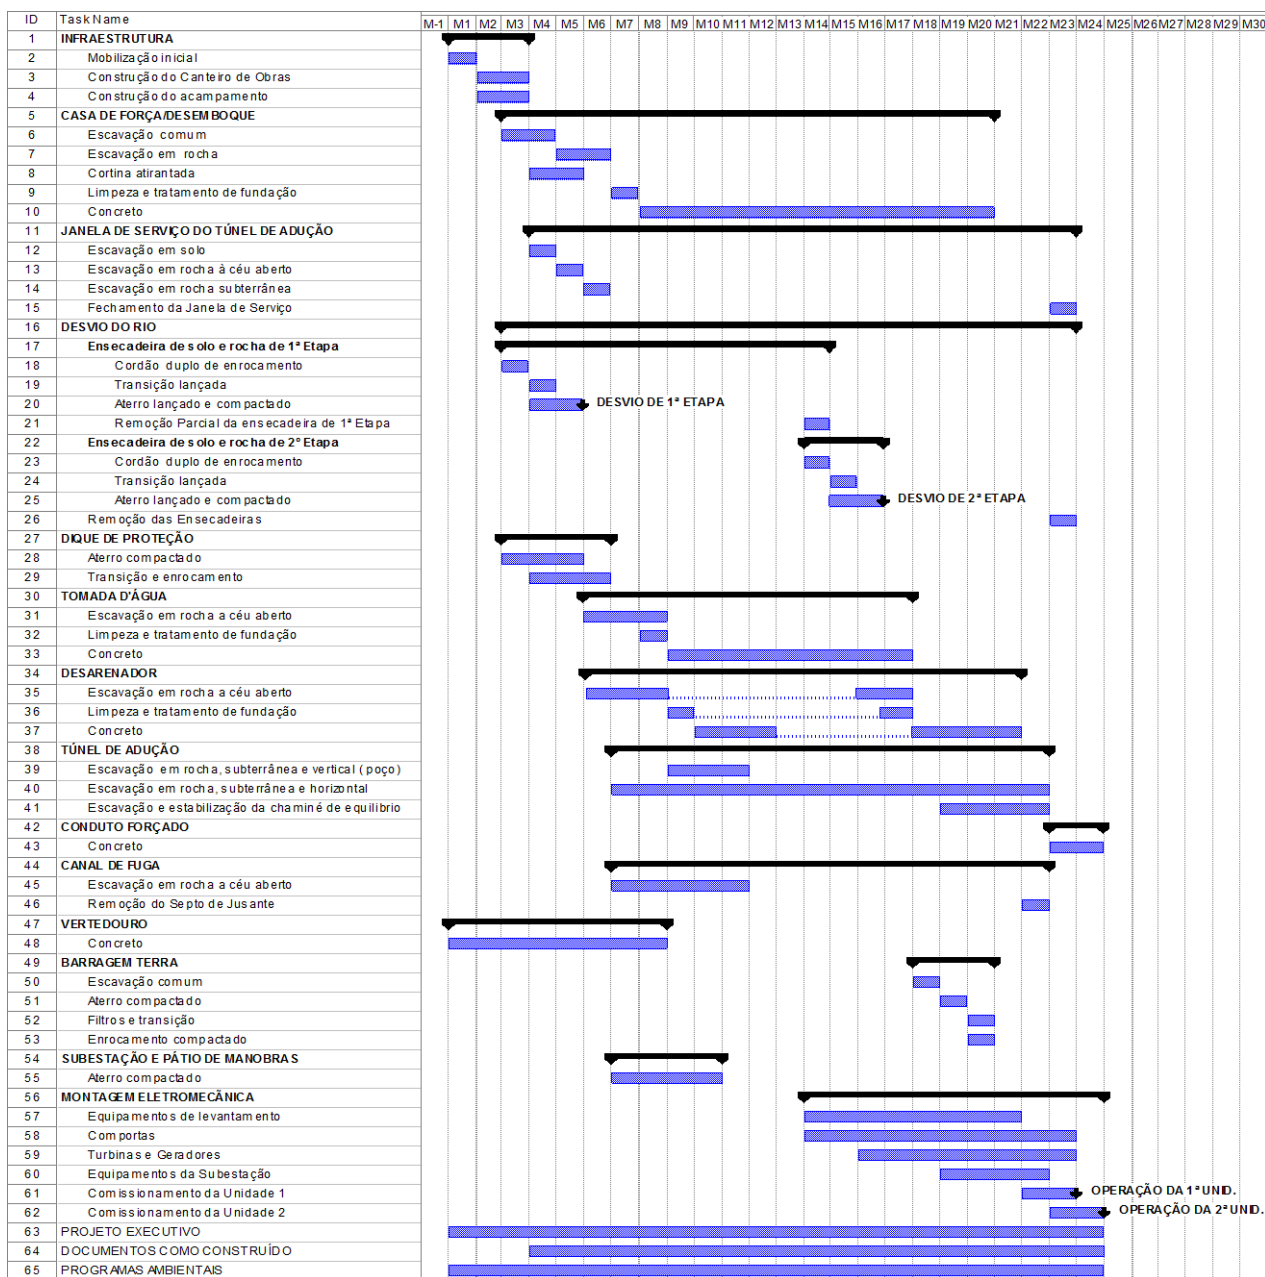 ID Task Name M-1 M1 M2 M3 M4 M5 M6 M7 M8 M9 M10 M11 M12 M13 M14 M15 M16 M17 M18 M19 M20 M21 M22 M23 M24 M25 M26 M27 M28 M29 M30
1 INFRAESTRUTURA
2 Mobilização inicial
3 Construção do Canteiro de Obras
4 Construção do acampamento
5 CASA DE FORÇA/DESEMBOQUE
6 Escavação comum
7 Escavação em rocha
8 Cortina atirantada
9 Limpeza e tratamento de fundação
10 Concreto
11 JANELA DE SERVIÇO DO TÚNEL DE ADUÇÃO
12 Escavação em solo
13 Escavação em rocha à céu aberto
14 Escavação em rocha subterrânea
15 Fechamento da Janela de Serviço
16 DESVIO DO RIO
17 Ensecadeira de solo e rocha de 1ª Etapa
18 Cordão duplo de enrocamento
19 Transição lançada
20 Aterro lançado e compactado DESVIO DE 1ª ETAPA
21 Remoção Parcial da ensecadeira de 1ª Etapa
22 Ensecadeira de solo e rocha de 2ª Etapa
23 Cordão duplo de enrocamento
24 Transição lançada
25 Aterro lançado e compactado DESVIO DE 2ª ETAPA
26 Remoção das Ensecadeiras
27 DIQUE DE PROTEÇÃO
28 Aterro compactado
29 Transição e enrocamento
30 TOMADA D'ÁGUA
31 Escavação em rocha a céu aberto
32 Limpeza e tratamento de fundação
33 Concreto
34 DESARENADOR
35 Escavação em rocha a céu aberto
36 Limpeza e tratamento de fundação
37 Concreto
38 TÚNEL DE ADUÇÃO
39 Escavação em rocha, subterrânea e vertical (poço)
40 Escavação em rocha, subterrânea e horizontal
41 Escavação e estabilização da chaminé de equilibrio
42 CONDUTO FORÇADO
43 Concreto
44 CANAL DE FUGA
45 Escavação em rocha a céu aberto
46 Remoção do Septo de Jusante
47 VERTEDOURO
48 Concreto
49 BARRAGEM TERRA
50 Escavação comum
51 Aterro compactado
52 Filtros e transição
53 Enrocamento compactado
54 SUBESTAÇÃO E PÁTIO DE MANOBRAS
55 Aterro compactado
56 MONTAGEM ELETROMECÃNICA
57 Equipamentos de levantamento
58 Comportas
59 Turbinas e Geradores
60 Equipamentos da Subestação
61 Comissionamento da Unidade 1 OPERAÇÃO DA 1ª UNID.
62 Comissionamento da Unidade 2 OPERAÇÃO DA 2ª UNID.
63 PROJETO EXECUTIVO
64 DOCUMENTOS COMO CONSTRUÍDO
65 PROGRAMAS AMBIENTAIS